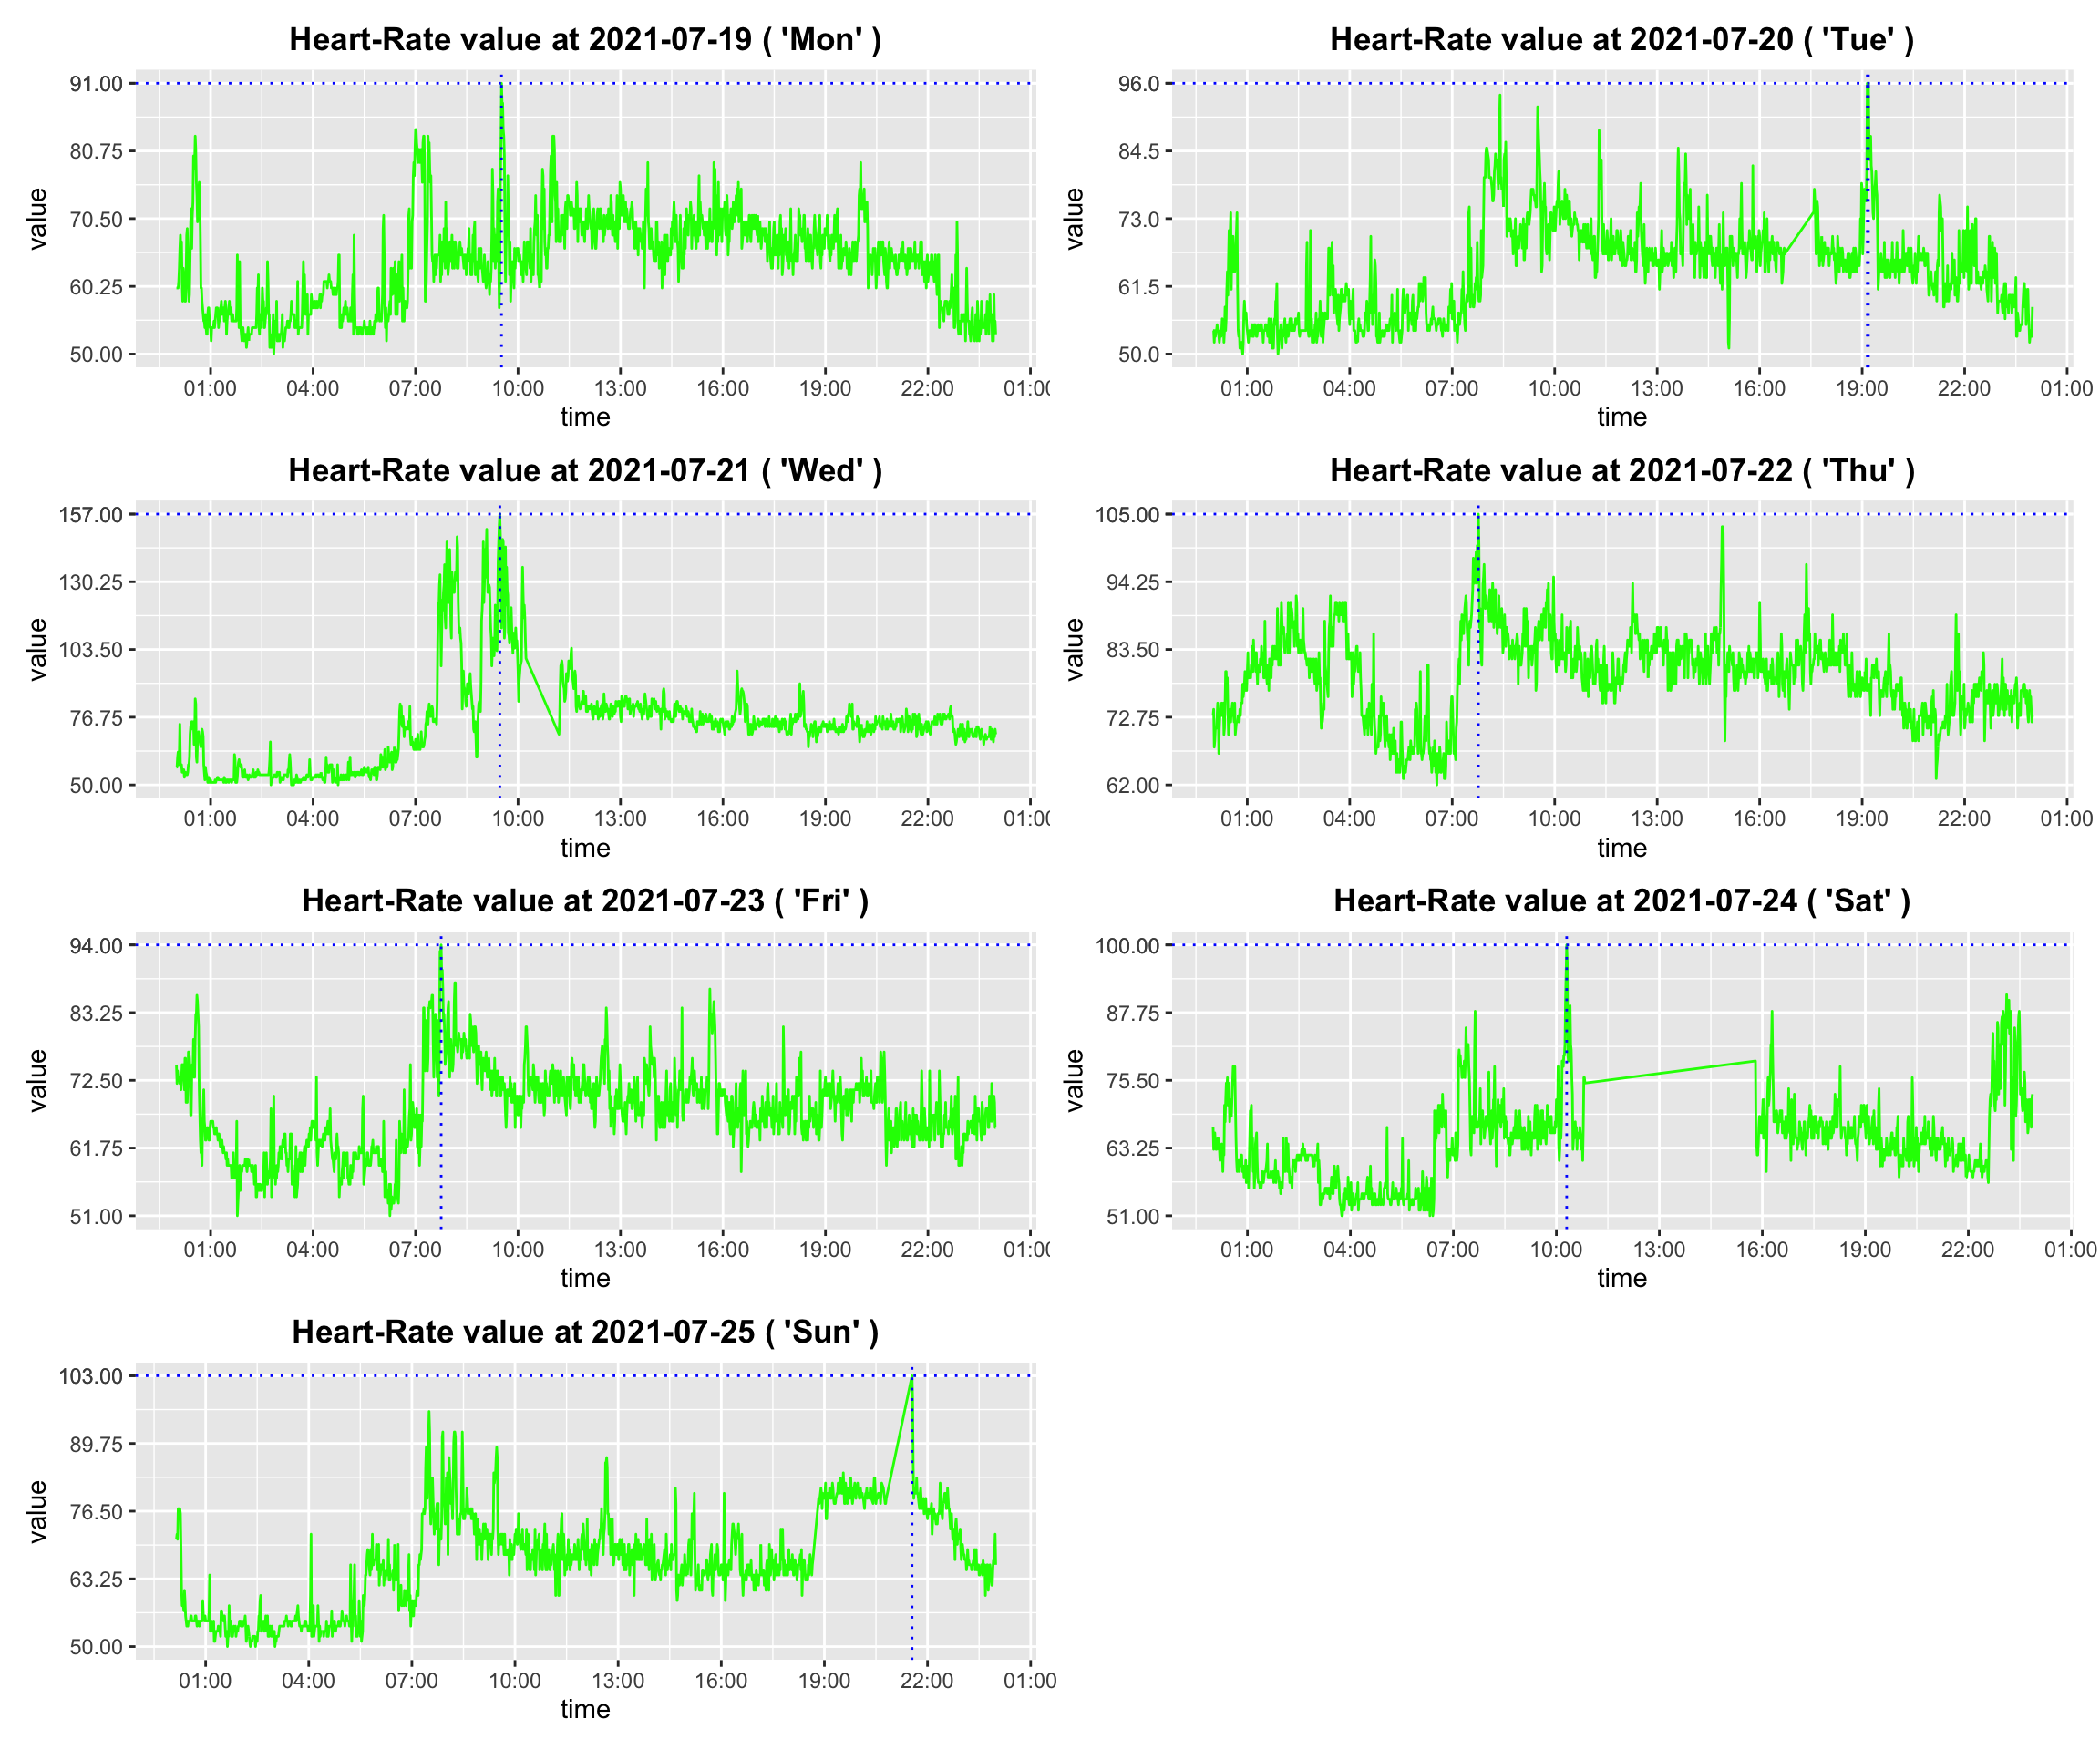 Heart-Rate value at 2021-07-19 ( 'Mon' )
91.00
80.75
70.50
60.25
50.00
value
01:00 04:00 07:00 10:00 13:00 16:00 19:00 22:00 01:00
time
Heart-Rate value at 2021-07-20 ( 'Tue' )
96.0
84.5
73.0
61.5
50.0
value
01:00 04:00 07:00 10:00 13:00 16:00 19:00 22:00 01:00
time
Heart-Rate value at 2021-07-21 ( 'Wed' )
157.00
130.25
103.50
76.75
50.00
value
01:00 04:00 07:00 10:00 13:00 16:00 19:00 22:00 01:00
time
Heart-Rate value at 2021-07-22 ( 'Thu' )
105.00
94.25
83.50
72.75
62.00
value
01:00 04:00 07:00 10:00 13:00 16:00 19:00 22:00 01:00
time
Heart-Rate value at 2021-07-23 ( 'Fri' )
94.00
83.25
72.50
61.75
51.00
value
01:00 04:00 07:00 10:00 13:00 16:00 19:00 22:00 01:00
time
Heart-Rate value at 2021-07-24 ( 'Sat' )
100.00
87.75
75.50
63.25
51.00
value
01:00 04:00 07:00 10:00 13:00 16:00 19:00 22:00 01:00
time
Heart-Rate value at 2021-07-25 ( 'Sun' )
103.00
89.75
76.50
63.25
50.00
value
01:00 04:00 07:00 10:00 13:00 16:00 19:00 22:00 01:00
time